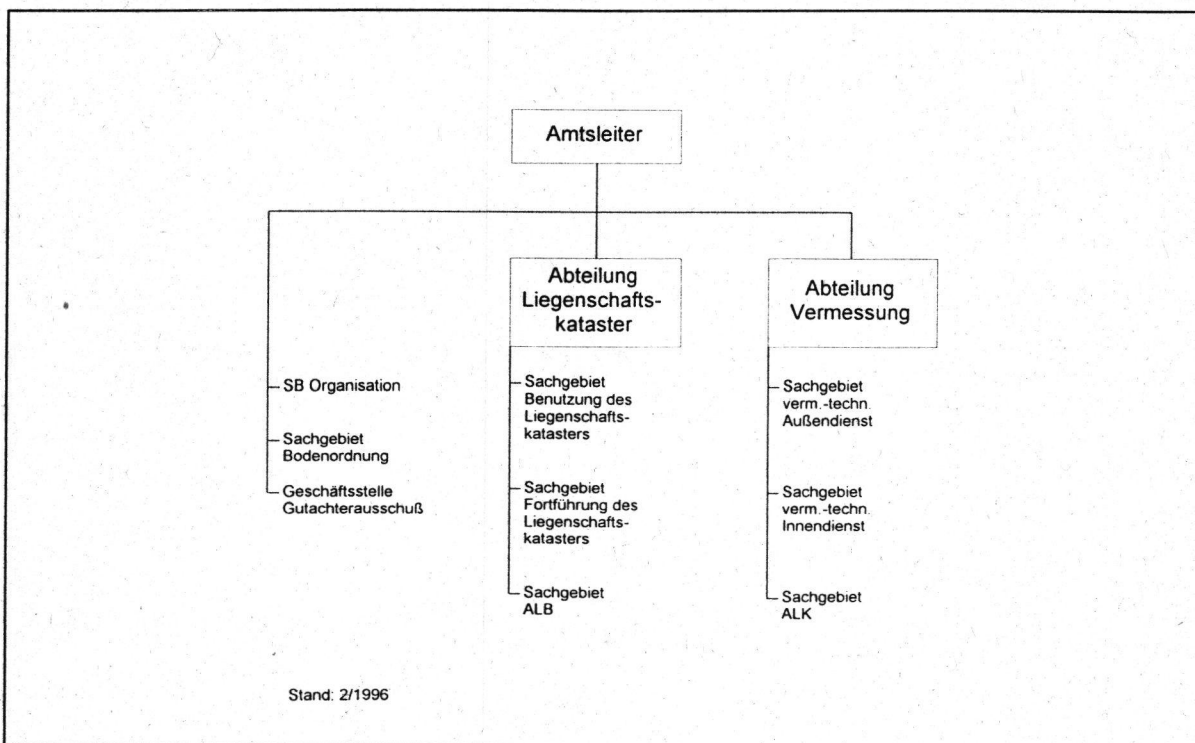 Amtsleiter
Abteilung
Liegenschafts-
kataster
Abteilung
Vermessung
SB Organisation
Sachgebiet
Bodenordnung
Geschäftsstelle
Gutachterausschuß
Sachgebiet
Benutzung des
Liegenschafts-
katasters
Sachgebiet
Fortführung des
Liegenschafts-
katasters
Sachgebiet
ALB
Sachgebiet
verm.-techn.
Außendienst
Sachgebiet
verm.-techn.
Innendienst
Sachgebiet
ALK
Stand: 2/1996